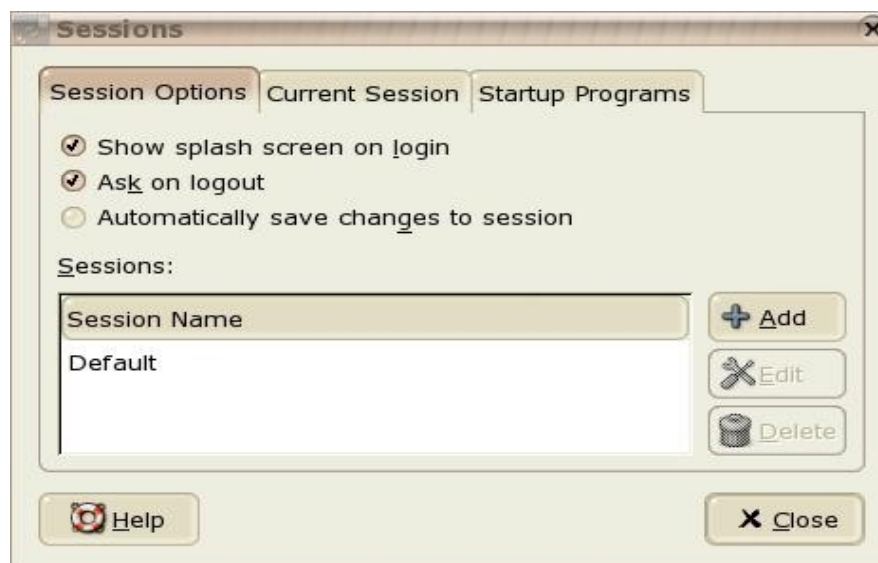 Sessions
Session Options Current Session Startup Programs
Show splash screen on login
Ask on logout
Automatically save changes to session
Sessions:
Session Name
Default
Add
Edit
Delete
Help
Close